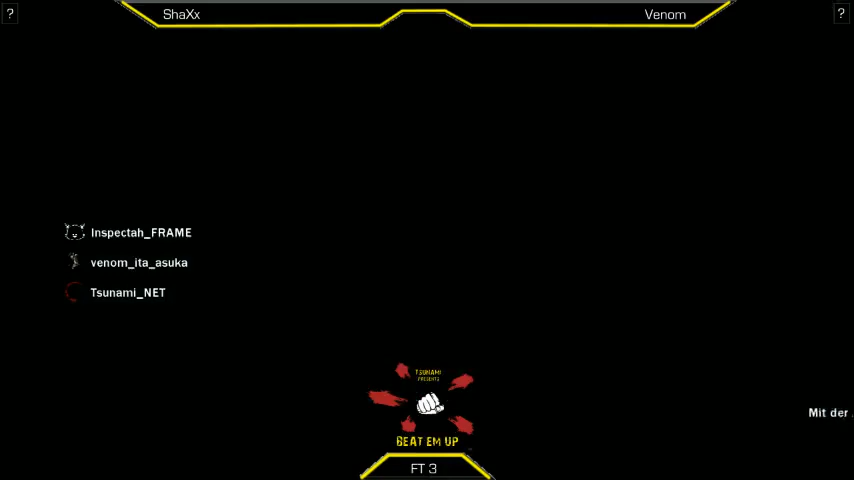 ? ShaXx Venom ?
Inspectah_FRAME
venom_ita_asuka
Tsunami_NET
TSUNAMI
PRESENTS
BEAT EM UP
Mit der
FT 3